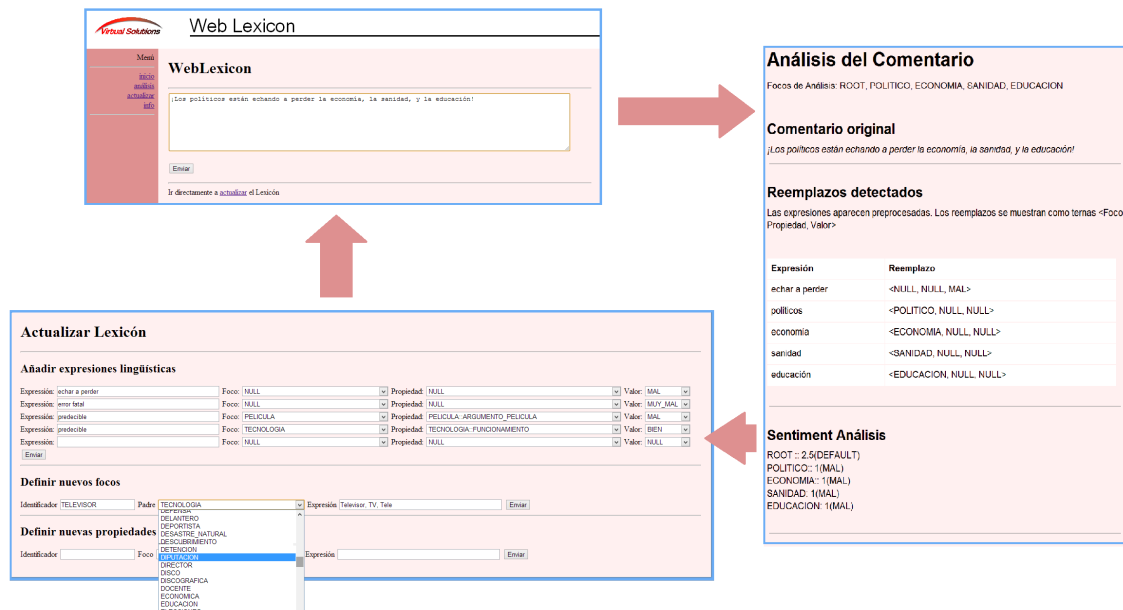 Virtual Solutions
Web Lexicon
Menú
inicio
análisis
actualizar
info
WebLexicon
¡Los políticos están echando a perder la economía, la sanidad, y la educación!
Enviar
Ir directamente a actualizar el Lexicón
Análisis del Comentario
Focos de Análisis: ROOT, POLITICO, ECONOMIA, SANIDAD, EDUCACION
Comentario original
¡Los políticos están echando a perder la economía, la sanidad, y la educación!
Reemplazos detectados
Las expresiones aparecen preprocesadas. Los reemplazos se muestran como ternas <Foco
Propiedad, Valor>
Expresión Reemplazo
echar a perder <NULL, NULL, MAL>
políticos <POLITICO, NULL, NULL>
economía <ECONOMIA, NULL, NULL>
sanidad <SANIDAD, NULL, NULL>
educación <EDUCACION, NULL, NULL>
Sentiment Análisis
ROOT :: 2.5(DEFAULT)
POLITICO:: 1(MAL)
ECONOMIA:: 1(MAL)
SANIDAD: 1(MAL)
EDUCACION: 1(MAL)
Actualizar Lexicón
Añadir expresiones lingüísticas
Expresión: echar a perder Foco: NULL Propiedad: NULL Valor: MAL
Expresión: error fatal Foco: NULL Propiedad: NULL Valor: MUY_MAL
Expresión: predecible Foco: PELICULA Propiedad: PELICULA::ARGUMENTO_PELICULA Valor: MAL
Expresión: predecible Foco: TECNOLOGIA Propiedad: TECNOLOGIA::FUNCIONAMIENTO Valor: BIEN
Expresión: Foco: NULL Propiedad: NULL Valor: NULL
Enviar
Definir nuevos focos
Identificador TELEVISOR Padre TECNOLOGIA Expresión Televisor, TV, Tele Enviar
DEFENSA
DELANTERO
DEPORTISTA
DESASTRE_NATURAL
DESCUBRIMIENTO
DETENCION
DIPUTACION
DIRECTOR
DISCO
DISCOGRAFICA
DOCENTE
ECONOMICA
EDUCACION
Definir nuevas propiedades
Identificador Foco Expresión Enviar